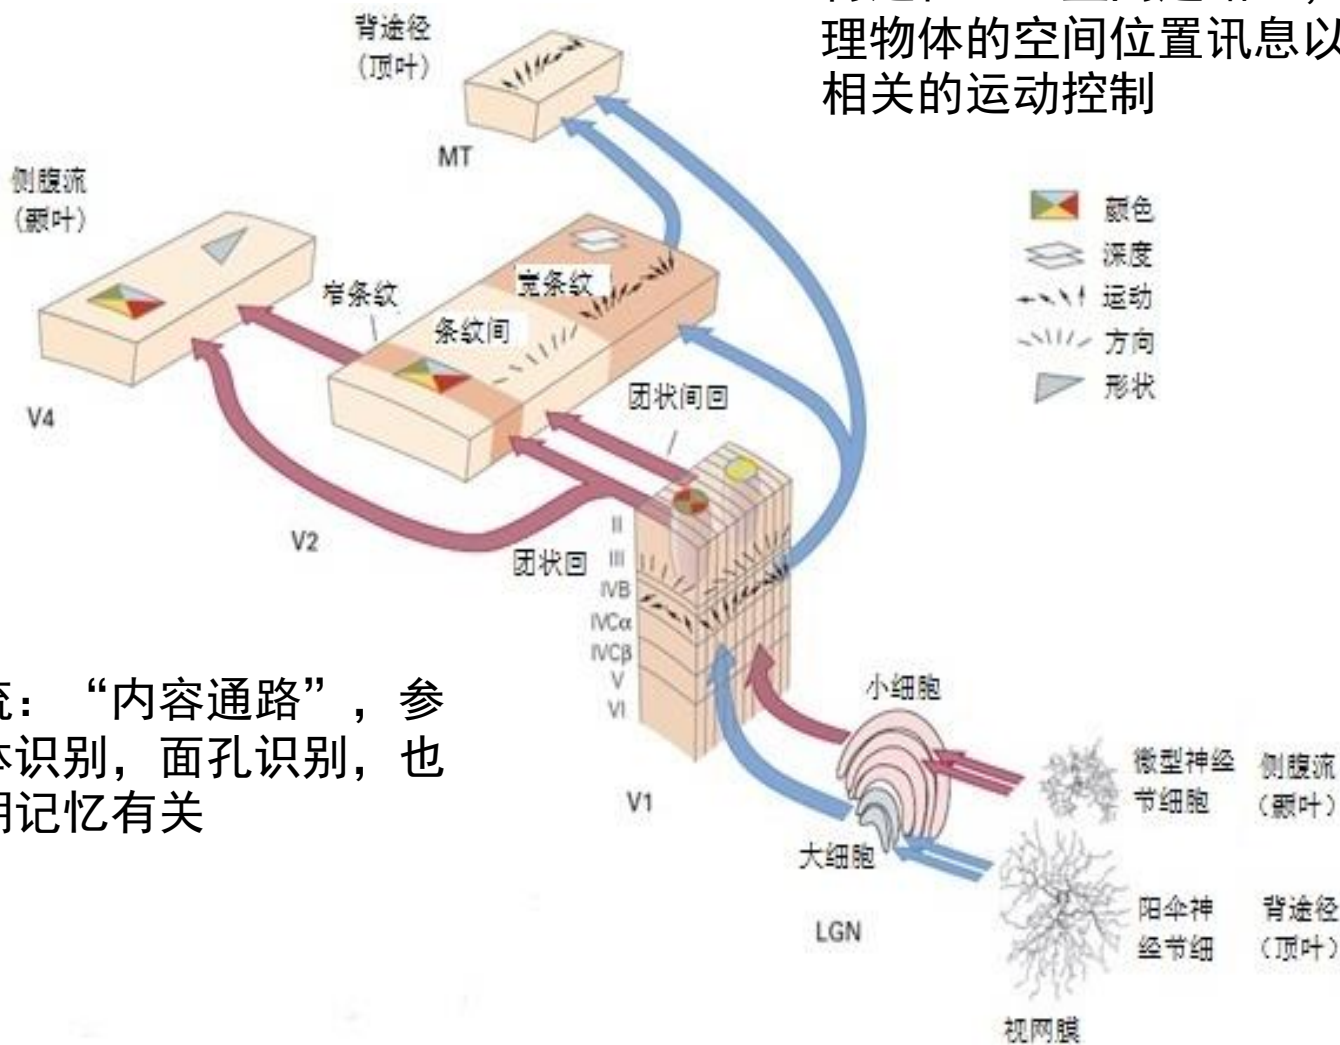 理物体的空间位置讯息以
相关的运动控制
背途径
（顶叶）
MT
侧腹流
（颞叶）
颜色
深度
运动
方向
形状
窄条纹
宽条纹
条纹间
V4
团状间回
V2
团状回
II
III
IVB
IVCα
IVCβ
V
VI
V1
流：“内容通路”，参
体识别，面孔识别，也
期记忆有关
小细胞
大细胞
LGN
微型神经
节细胞
侧腹流
（颞叶）
阳伞神
经节细
背途径
（顶叶）
视网膜